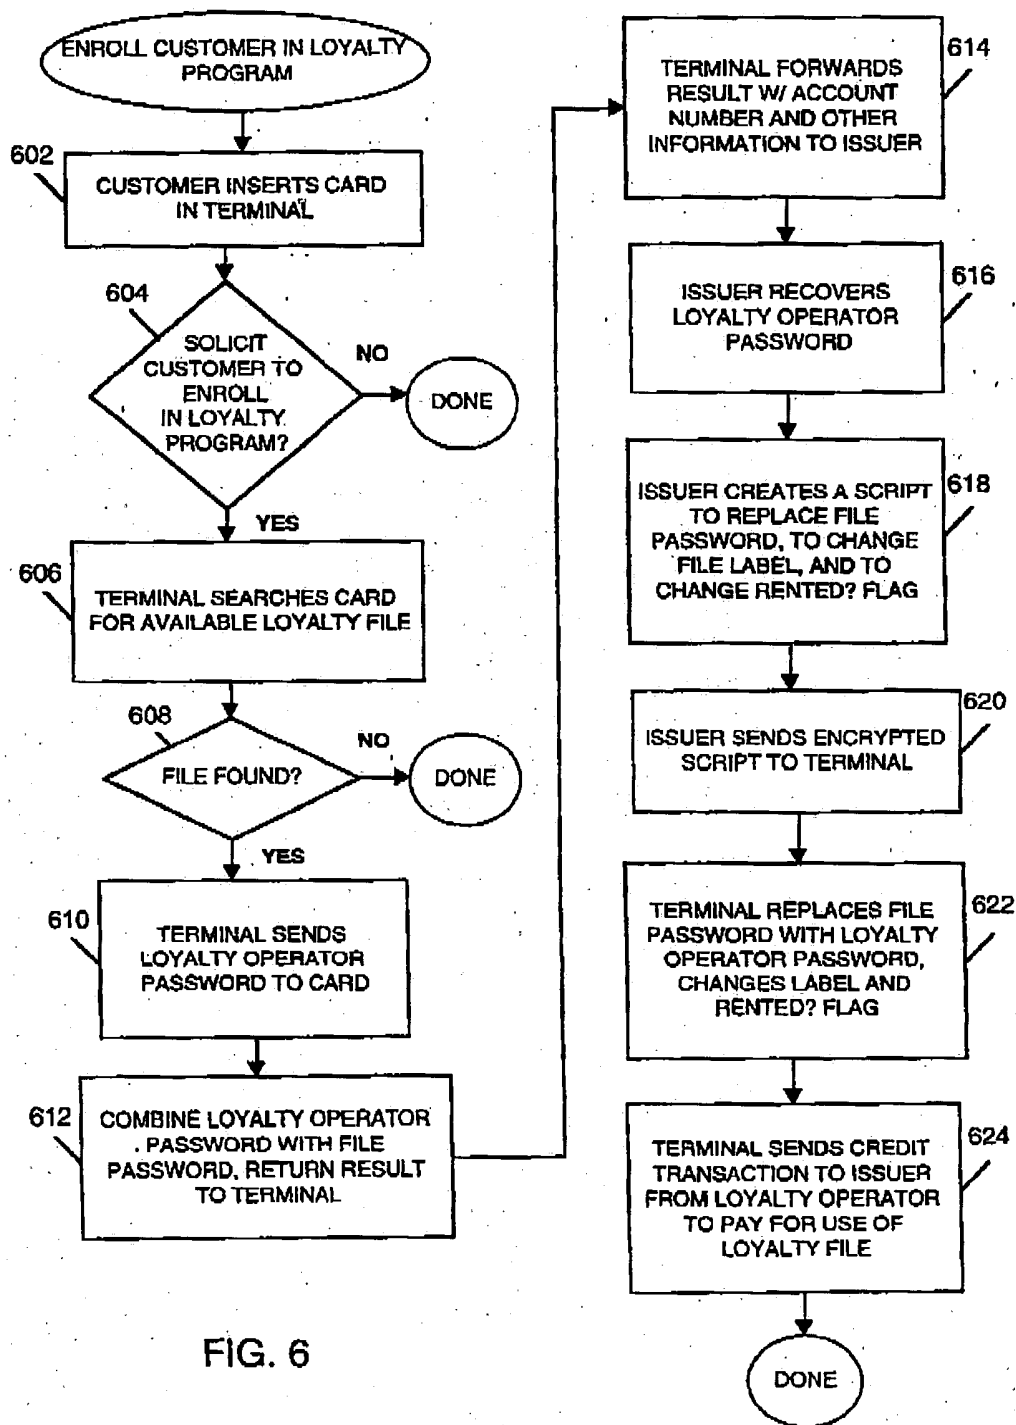 ENROLL CUSTOMER IN LOYALTY
PROGRAM
602
CUSTOMER INSERTS CARD
IN TERMINAL
604
SOLICIT
CUSTOMER TO
ENROLL
IN LOYALTY
PROGRAM?
NO
DONE
YES
606
TERMINAL SEARCHES CARD
FOR AVAILABLE LOYALTY FILE
608
FILE FOUND?
NO
DONE
YES
610
TERMINAL SENDS
LOYALTY OPERATOR
PASSWORD TO CARD
612
COMBINE LOYALTY OPERATOR
PASSWORD WITH FILE
PASSWORD, RETURN RESULT
TO TERMINAL
614
TERMINAL FORWARDS
RESULT W/ ACCOUNT
NUMBER AND OTHER
INFORMATION TO ISSUER
616
ISSUER RECOVERS
LOYALTY OPERATOR
PASSWORD
618
ISSUER CREATES A SCRIPT
TO REPLACE FILE
PASSWORD, TO CHANGE
FILE LABEL, AND TO
CHANGE RENTED? FLAG
620
ISSUER SENDS ENCRYPTED
SCRIPT TO TERMINAL
622
TERMINAL REPLACES FILE
PASSWORD WITH LOYALTY
OPERATOR PASSWORD,
CHANGES LABEL AND
RENTED? FLAG
624
TERMINAL SENDS CREDIT
TRANSACTION TO ISSUER
FROM LOYALTY OPERATOR
TO PAY FOR USE OF
LOYALTY FILE
DONE
FIG. 6